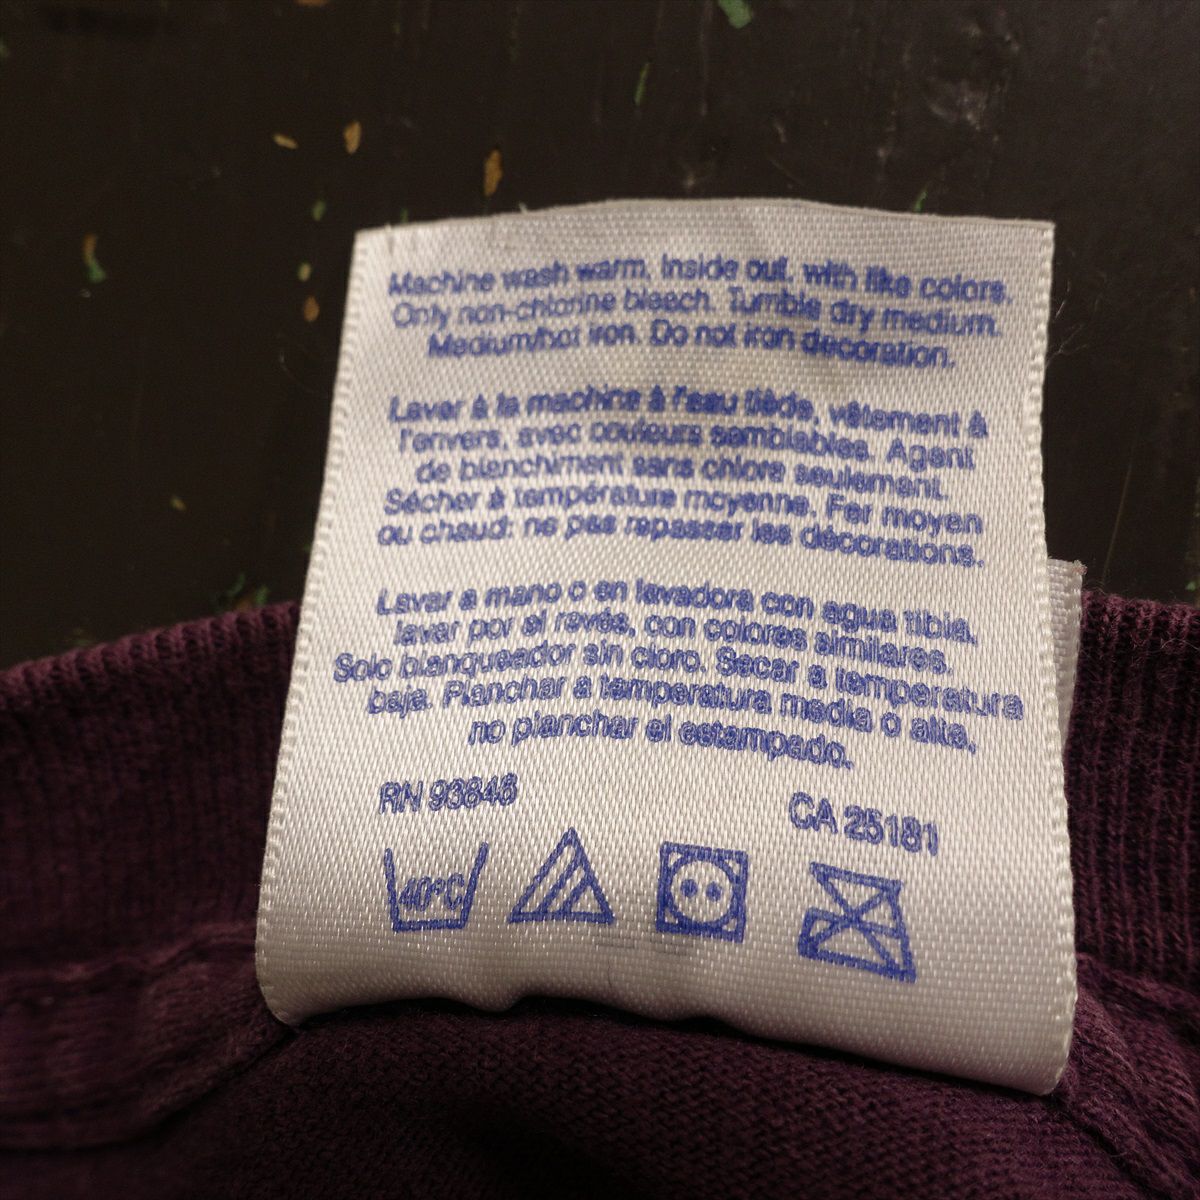 Machine wash warm. Inside out, with like colors.
Only non-chlorine bleach. Tumble dry medium.
Medium/hot iron. Do not iron decoration.
Laver à la machine à l'eau tiède, vêtement à
l'envers, avec couleurs semblables. Agent
de blanchiment sans chlore seulement.
Sécher à température moyenne. Fer moyen
ou chaud; ne pas repasser les décorations.
Lavar a mano o en lavadora con agua tibia,
lavar por el revés, con colores similares.
Solo blanqueador sin cloro. Secar a temperatura
baja. Planchar a temperatura media o alta,
no planchar el estampado.
RN 93846 CA 25181
40°C